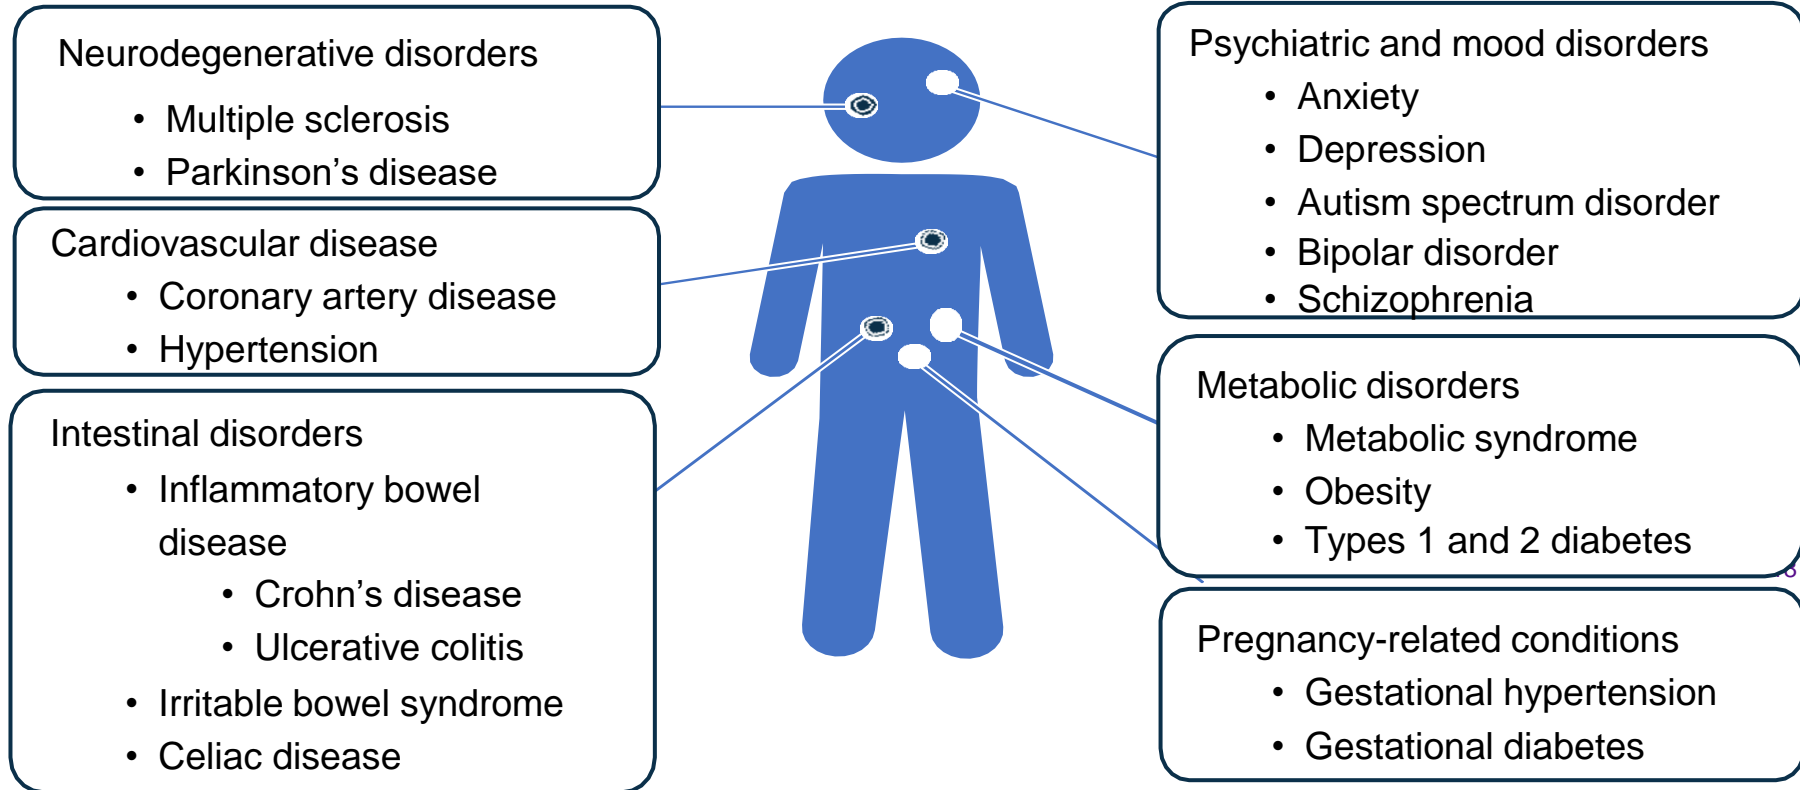 Neurodegenerative disorders
• Multiple sclerosis
• Parkinson’s disease
Cardiovascular disease
• Coronary artery disease
• Hypertension
Intestinal disorders
• Inflammatory bowel
disease
• Crohn’s disease
• Ulcerative colitis
• Irritable bowel syndrome
• Celiac disease
Psychiatric and mood disorders
• Anxiety
• Depression
• Autism spectrum disorder
• Bipolar disorder
• Schizophrenia
Metabolic disorders
• Metabolic syndrome
• Obesity
• Types 1 and 2 diabetes
Pregnancy-related conditions
• Gestational hypertension
• Gestational diabetes